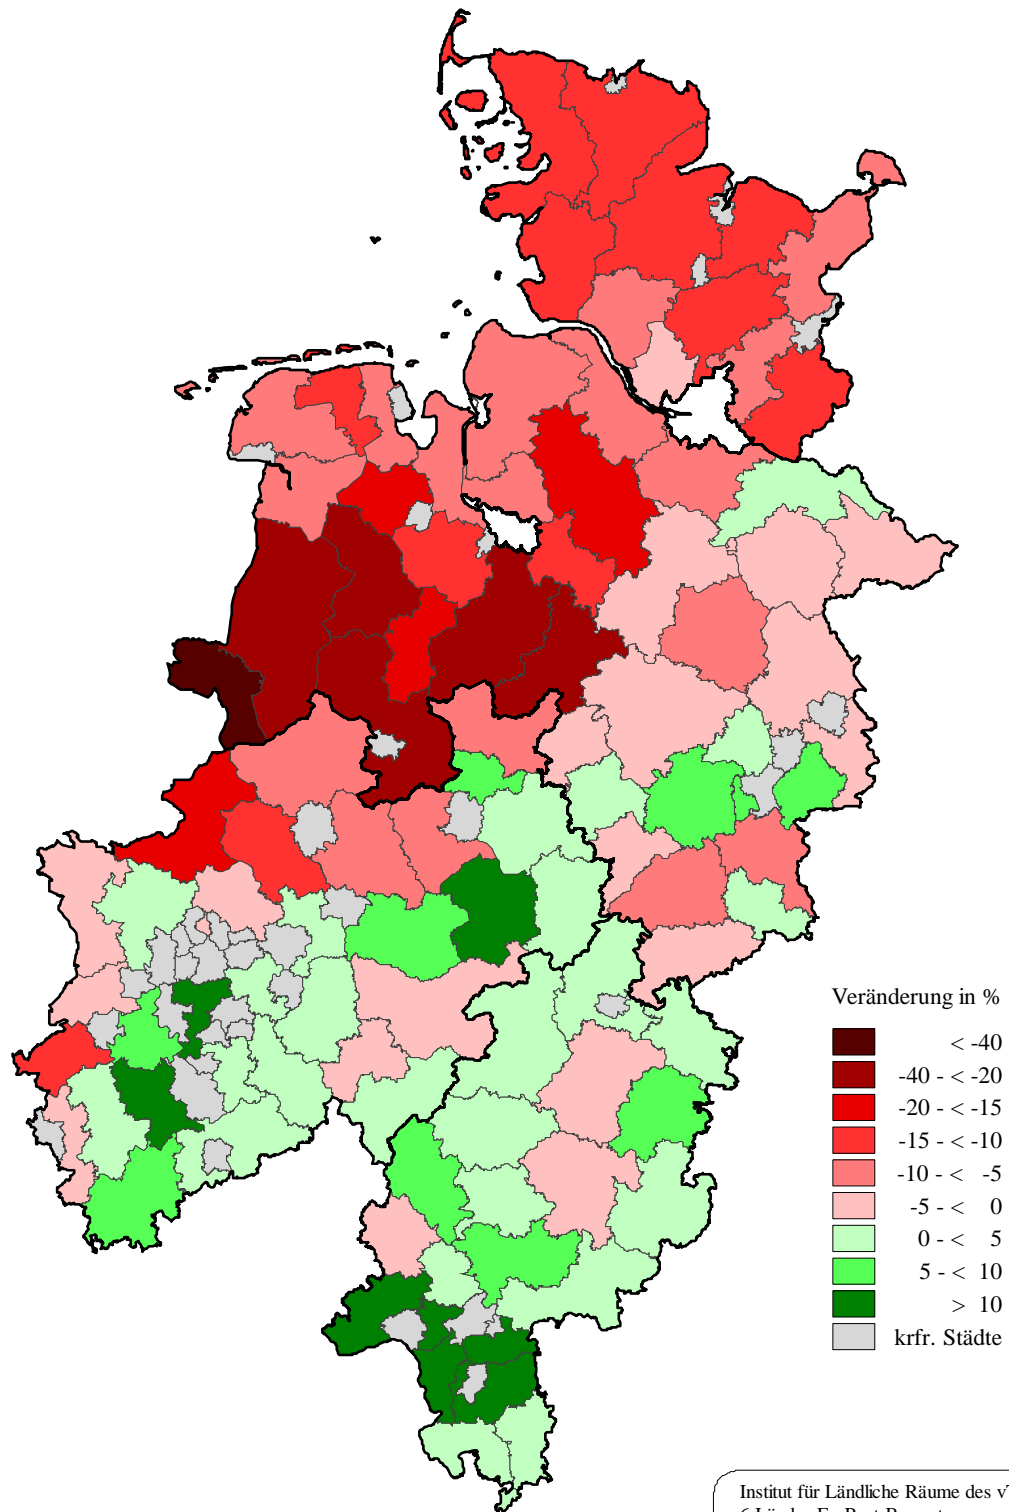 Veränderung in %
< -40
-40 - < -20
-20 - < -15
-15 - < -10
-10 - < -5
-5 - < 0
0 - < 5
5 - < 10
> 10
krfr. Städte
Institut für Ländliche Räume des